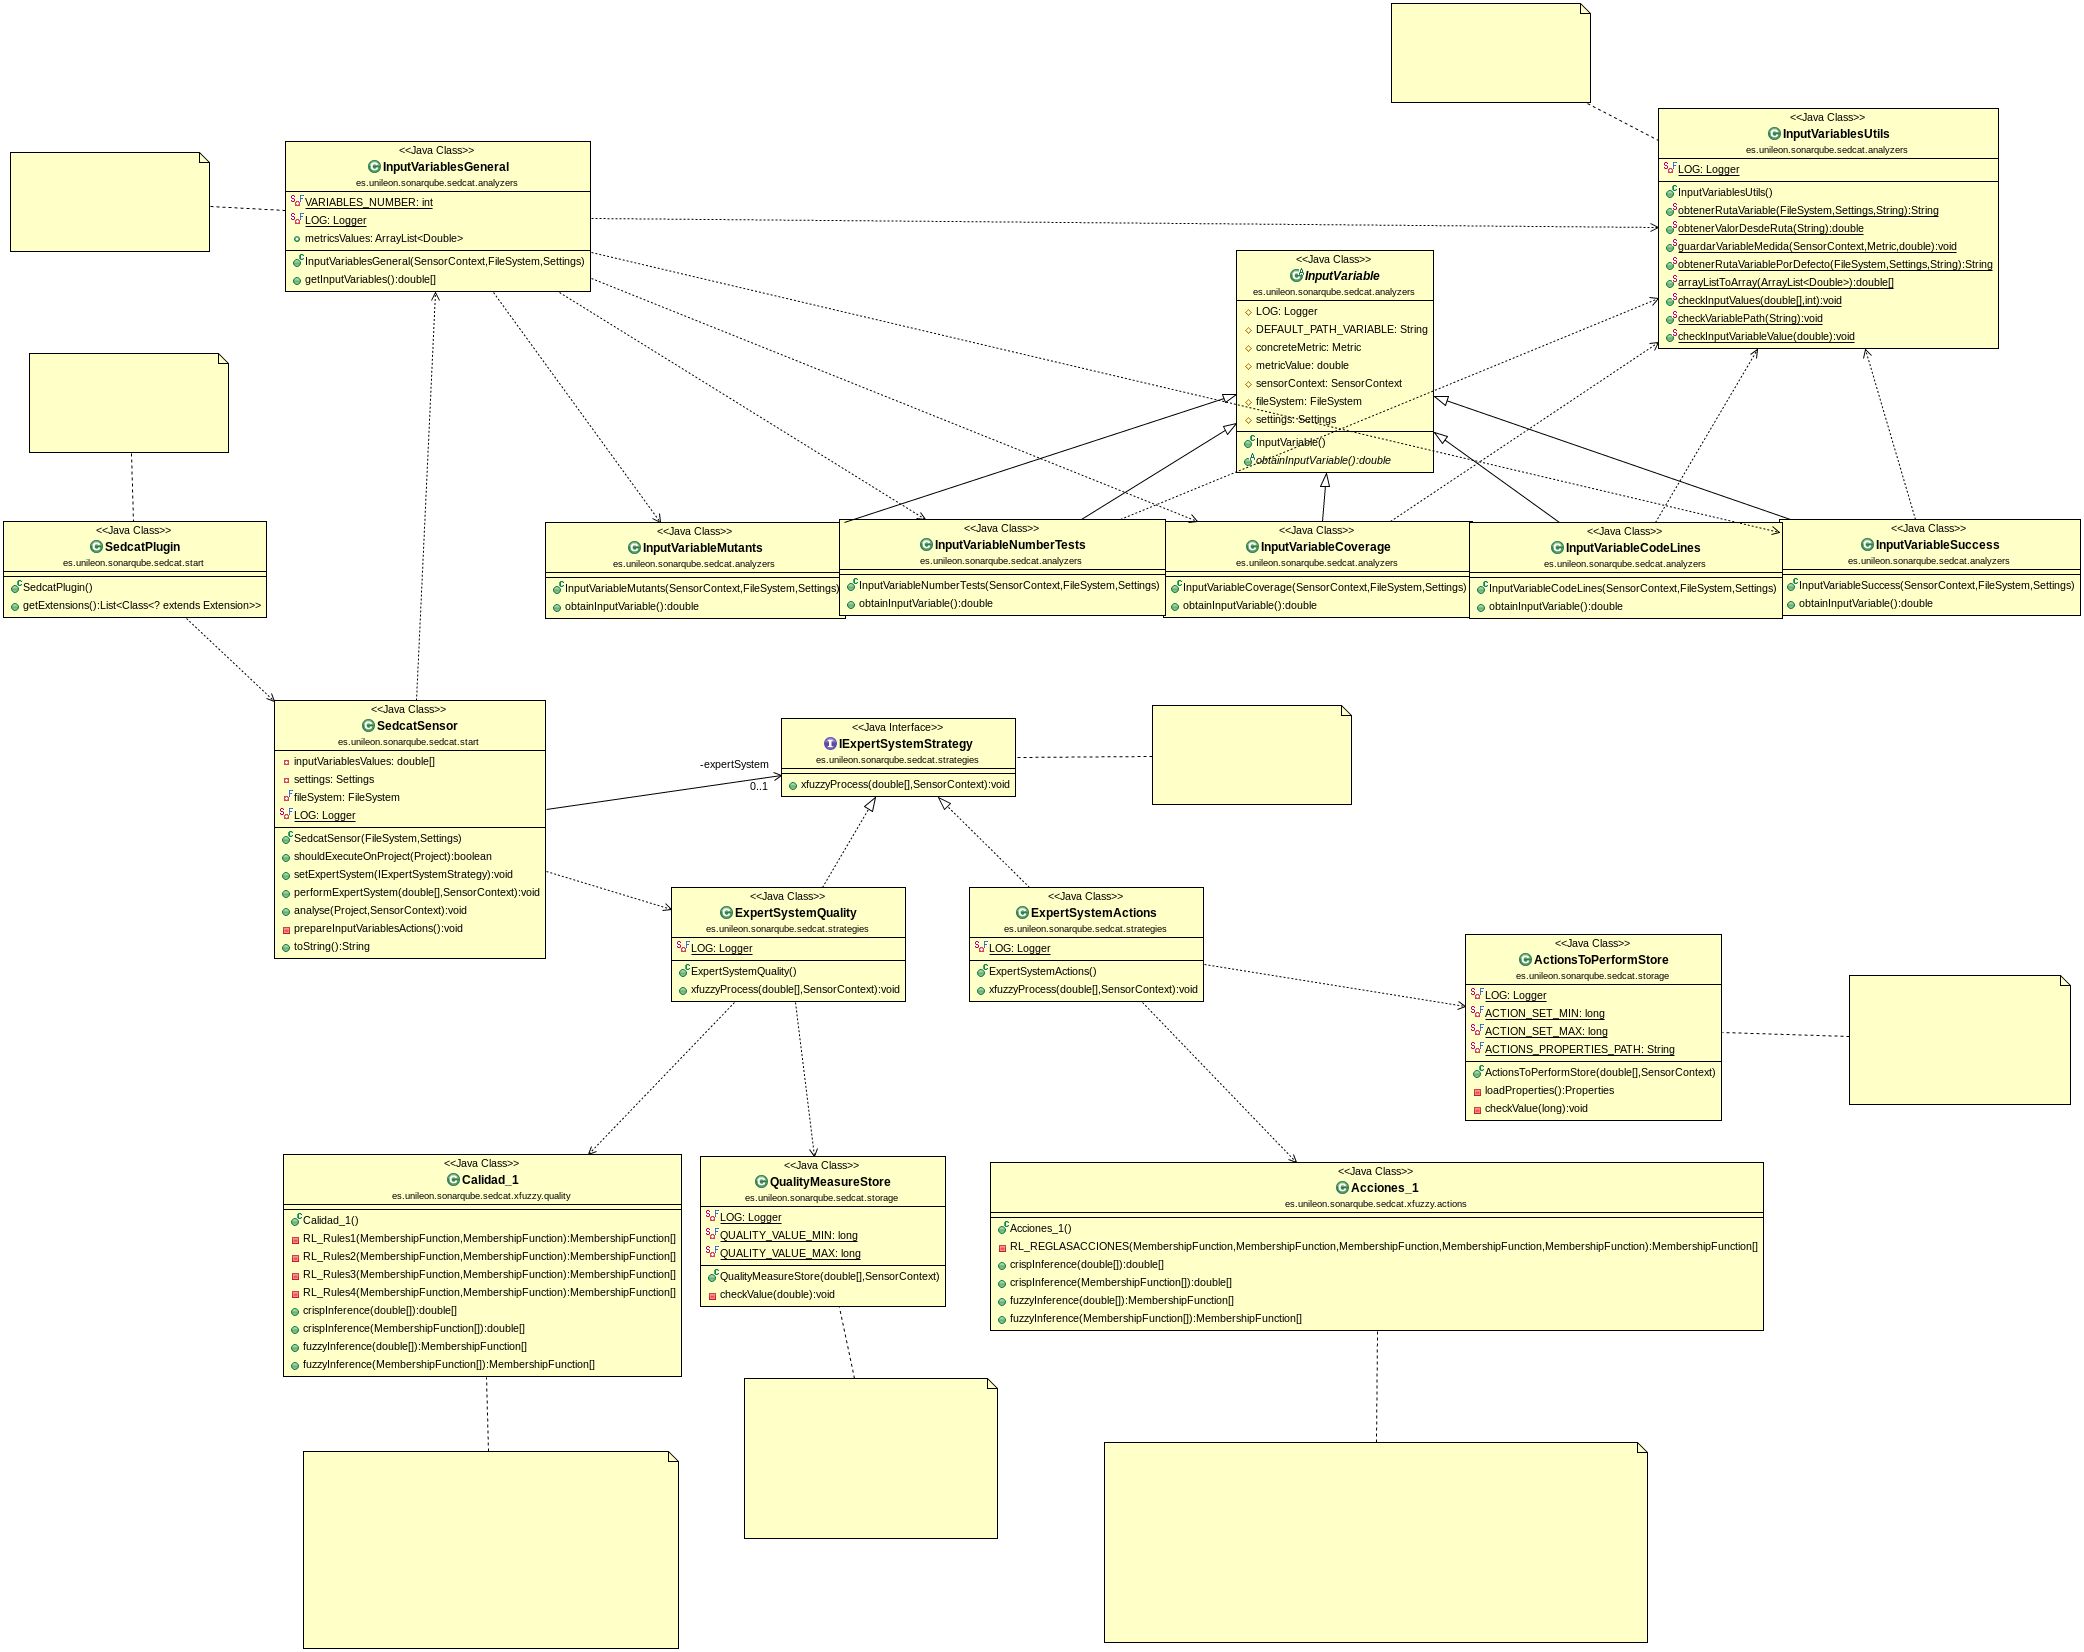 <<Java Class>>
InputVariablesUtils
es.unileon.sonarqube.sedcat.analyzers
LOG: Logger
InputVariablesUtils()
obtenerRutaVariable(FileSystem,Settings,String):String
obtenerValorDesdeRuta(String):double
guardarVariableMedida(SensorContext,Metric,double):void
obtenerRutaVariablePorDefecto(FileSystem,Settings,String):String
arrayListToArray(ArrayList<Double>):double[]
checkInputValues(double[],int):void
checkVariablePath(String):void
checkInputVariableValue(double):void
<<Java Class>>
InputVariablesGeneral
es.unileon.sonarqube.sedcat.analyzers
VARIABLES_NUMBER: int
LOG: Logger
metricsValues: ArrayList<Double>
InputVariablesGeneral(SensorContext,FileSystem,Settings)
getInputVariables():double[]
<<Java Class>>
InputVariable
es.unileon.sonarqube.sedcat.analyzers
LOG: Logger
DEFAULT_PATH_VARIABLE: String
concreteMetric: Metric
metricValue: double
sensorContext: SensorContext
fileSystem: FileSystem
settings: Settings
InputVariable()
obtainInputVariable():double
<<Java Class>>
SedcatPlugin
es.unileon.sonarqube.sedcat.start
SedcatPlugin()
getExtensions():List<Class<? extends Extension>>
<<Java Class>>
InputVariableMutants
es.unileon.sonarqube.sedcat.analyzers
InputVariableMutants(SensorContext,FileSystem,Settings)
obtainInputVariable():double
<<Java Class>>
InputVariableNumberTests
es.unileon.sonarqube.sedcat.analyzers
InputVariableNumberTests(SensorContext,FileSystem,Settings)
obtainInputVariable():double
<<Java Class>>
InputVariableCoverage
es.unileon.sonarqube.sedcat.analyzers
InputVariableCoverage(SensorContext,FileSystem,Settings)
obtainInputVariable():double
<<Java Class>>
InputVariableCodeLines
es.unileon.sonarqube.sedcat.analyzers
InputVariableCodeLines(SensorContext,FileSystem,Settings)
obtainInputVariable():double
<<Java Class>>
InputVariableSuccess
es.unileon.sonarqube.sedcat.analyzers
InputVariableSuccess(SensorContext,FileSystem,Settings)
obtainInputVariable():double
<<Java Class>>
SedcatSensor
es.unileon.sonarqube.sedcat.start
inputVariablesValues: double[]
settings: Settings
fileSystem: FileSystem
LOG: Logger
SedcatSensor(FileSystem,Settings)
shouldExecuteOnProject(Project):boolean
setExpertSystem(IExpertSystemStrategy):void
performExpertSystem(double[],SensorContext):void
analyse(Project,SensorContext):void
prepareInputVariablesActions():void
toString():String
-expertSystem
0..1
<<Java Interface>>
IExpertSystemStrategy
es.unileon.sonarqube.sedcat.strategies
xfuzzyProcess(double[],SensorContext):void
<<Java Class>>
ExpertSystemQuality
es.unileon.sonarqube.sedcat.strategies
LOG: Logger
ExpertSystemQuality()
xfuzzyProcess(double[],SensorContext):void
<<Java Class>>
ExpertSystemActions
es.unileon.sonarqube.sedcat.strategies
LOG: Logger
ExpertSystemActions()
xfuzzyProcess(double[],SensorContext):void
<<Java Class>>
ActionsToPerformStore
es.unileon.sonarqube.sedcat.storage
LOG: Logger
ACTION_SET_MIN: long
ACTION_SET_MAX: long
ACTIONS_PROPERTIES_PATH: String
ActionsToPerformStore(double[],SensorContext)
loadProperties():Properties
checkValue(long):void
<<Java Class>>
Calidad_1
es.unileon.sonarqube.sedcat.xfuzzy.quality
Calidad_1()
RL_Rules1(MembershipFunction,MembershipFunction):MembershipFunction[]
RL_Rules2(MembershipFunction,MembershipFunction):MembershipFunction[]
RL_Rules3(MembershipFunction,MembershipFunction):MembershipFunction[]
RL_Rules4(MembershipFunction,MembershipFunction):MembershipFunction[]
crispInference(double[]):double[]
crispInference(MembershipFunction[]):double[]
fuzzyInference(double[]):MembershipFunction[]
fuzzyInference(MembershipFunction[]):MembershipFunction[]
<<Java Class>>
QualityMeasureStore
es.unileon.sonarqube.sedcat.storage
LOG: Logger
QUALITY_VALUE_MIN: long
QUALITY_VALUE_MAX: long
QualityMeasureStore(double[],SensorContext)
checkValue(double):void
<<Java Class>>
Acciones_1
es.unileon.sonarqube.sedcat.xfuzzy.actions
Acciones_1()
RL_REGLASACCIONES(MembershipFunction,MembershipFunction,MembershipFunction,MembershipFunction,MembershipFunction):MembershipFunction[]
crispInference(double[]):double[]
crispInference(MembershipFunction[]):double[]
fuzzyInference(double[]):MembershipFunction[]
fuzzyInference(MembershipFunction[]):MembershipFunction[]